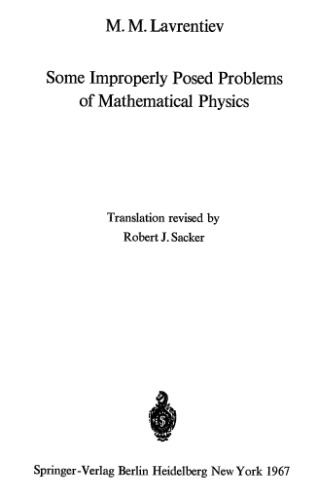 M. M. Lavrentiev
Some Improperly Posed Problems
of Mathematical Physics
Translation revised by
Robert J. Sacker
Springer-Verlag Berlin Heidelberg New York 1967